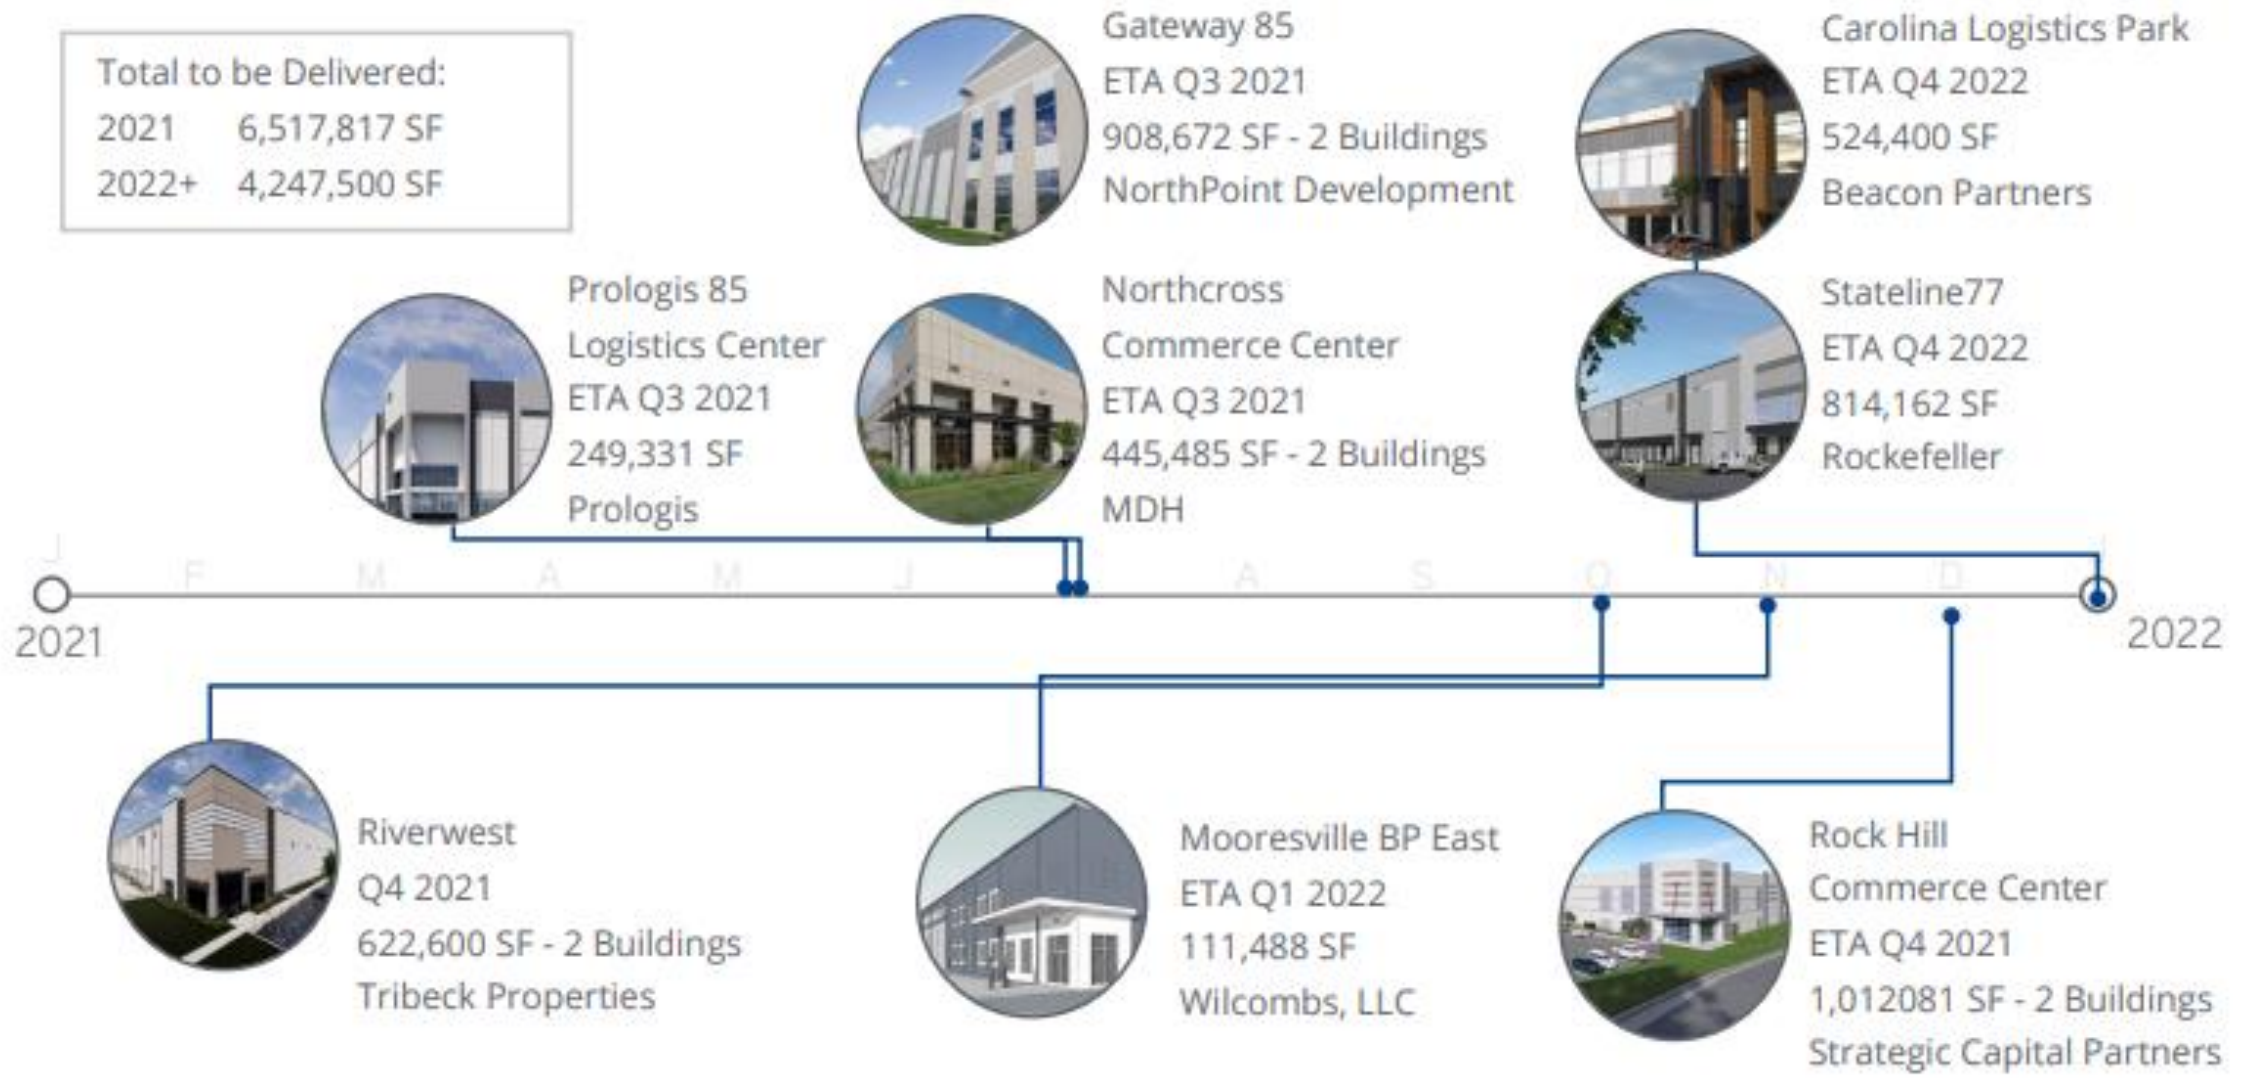 Total to be Delivered:
2021 6,517,817 SF
2022+ 4,247,500 SF
Gateway 85
ETA Q3 2021
908,672 SF - 2 Buildings
NorthPoint Development
Carolina Logistics Park
ETA Q4 2022
524,400 SF
Beacon Partners
Prologis 85
Logistics Center
ETA Q3 2021
249,331 SF
Prologis
Northcross
Commerce Center
ETA Q3 2021
445,485 SF - 2 Buildings
MDH
Stateline77
ETA Q4 2022
814,162 SF
Rockefeller
J F M A M J A S O N D
2021
2022
Riverwest
Q4 2021
622,600 SF - 2 Buildings
Tribeck Properties
Mooresville BP East
ETA Q1 2022
111,488 SF
Wilcombs, LLC
Rock Hill
Commerce Center
ETA Q4 2021
1,012081 SF - 2 Buildings
Strategic Capital Partners